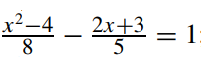 x²−4/8 − 2x+3/5 = 1